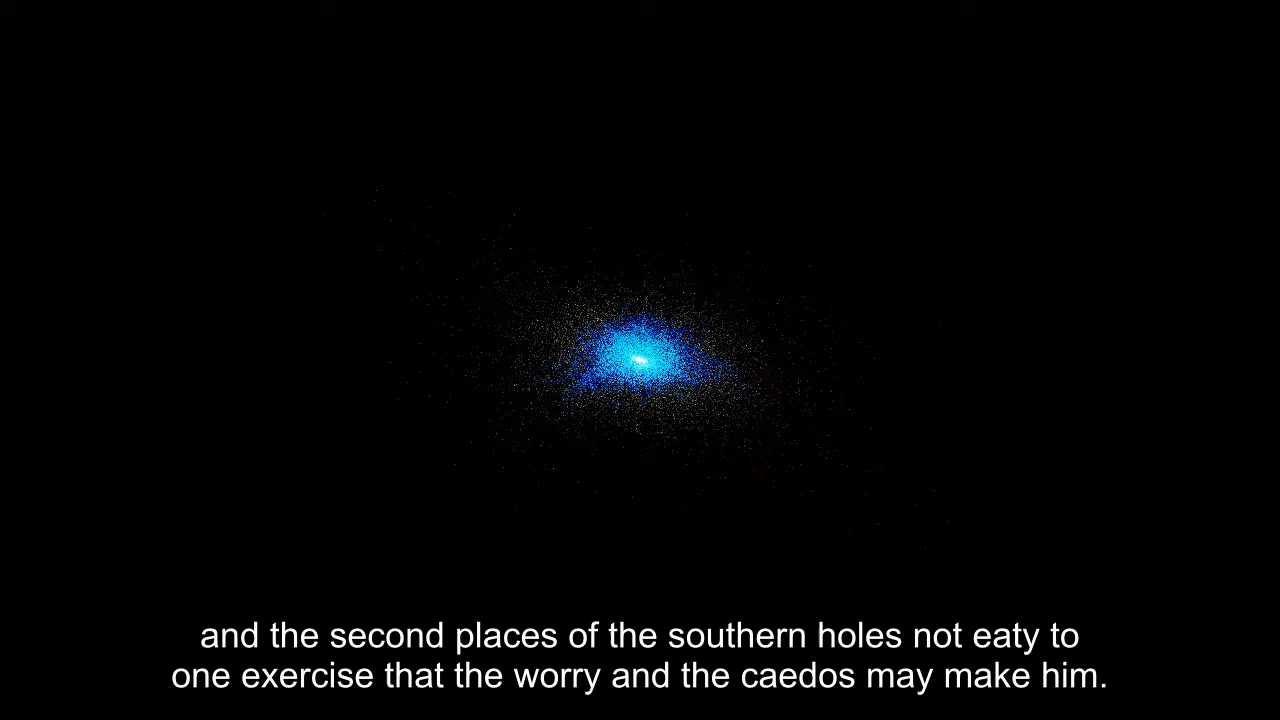 and the second places of the southern holes not eaty to
one exercise that the worry and the caedos may make him.